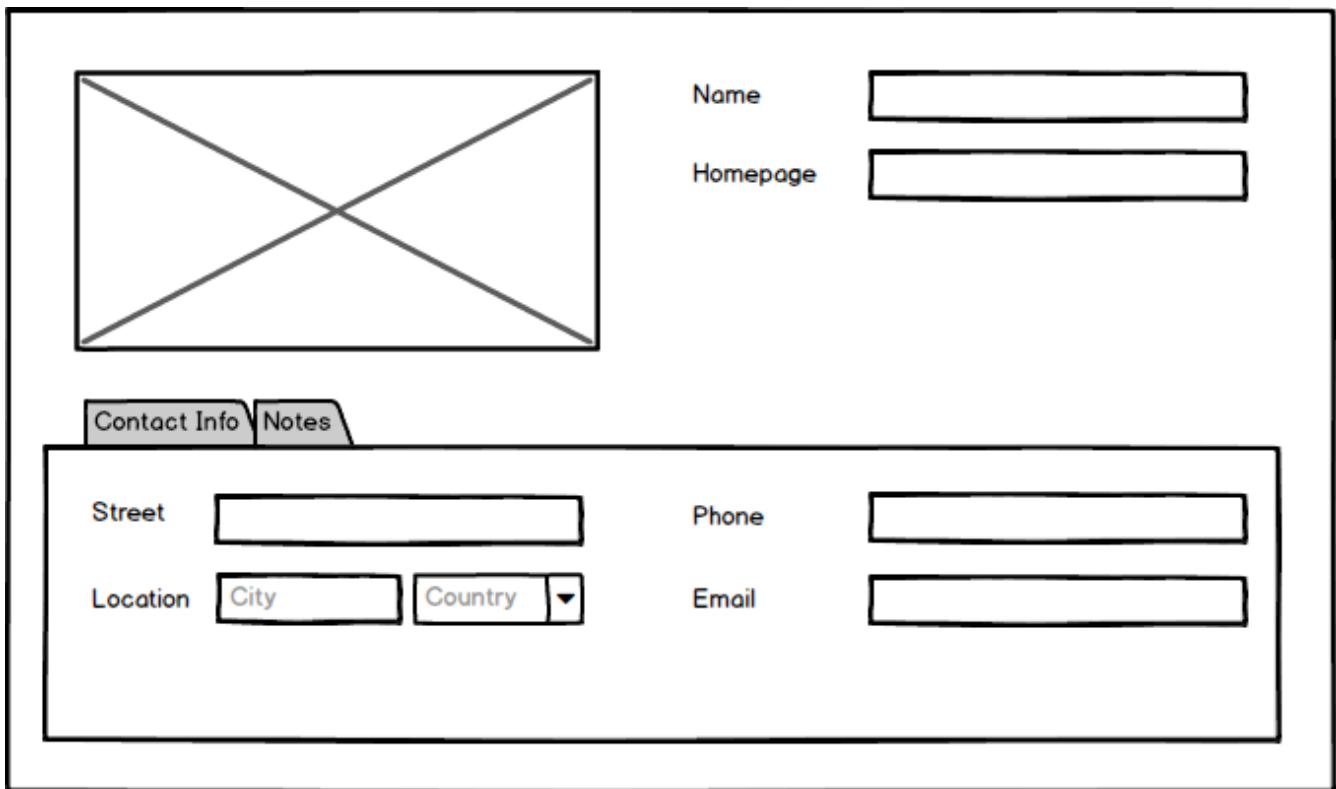 Name
Homepage
Contact Info
Notes
Street
Phone
Location
City
Country
Email